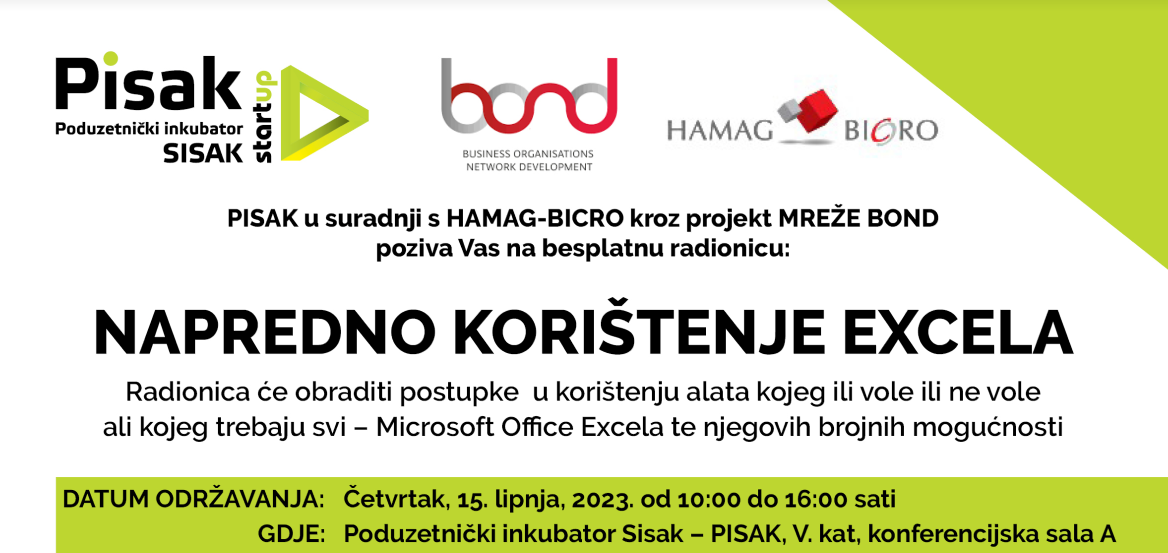 Pisak
Poduzetnički inkubator
SISAK
startup
bond
BUSINESS ORGANISATIONS
NETWORK DEVELOPMENT
HAMAG BICRO
PISAK u suradnji s HAMAG-BICRO kroz projekt MREŽE BOND
poziva Vas na besplatnu radionicu:
NAPREDNO KORIŠTENJE EXCELA
Radionica će obraditi postupke u korištenju alata kojeg ili vole ili ne vole
ali kojeg trebaju svi – Microsoft Office Excela te njegovih brojnih mogućnosti
DATUM ODRŽAVANJA: Četvrtak, 15. lipnja, 2023. od 10:00 do 16:00 sati
GDJE: Poduzetnički inkubator Sisak – PISAK, V. kat, konferencijska sala A